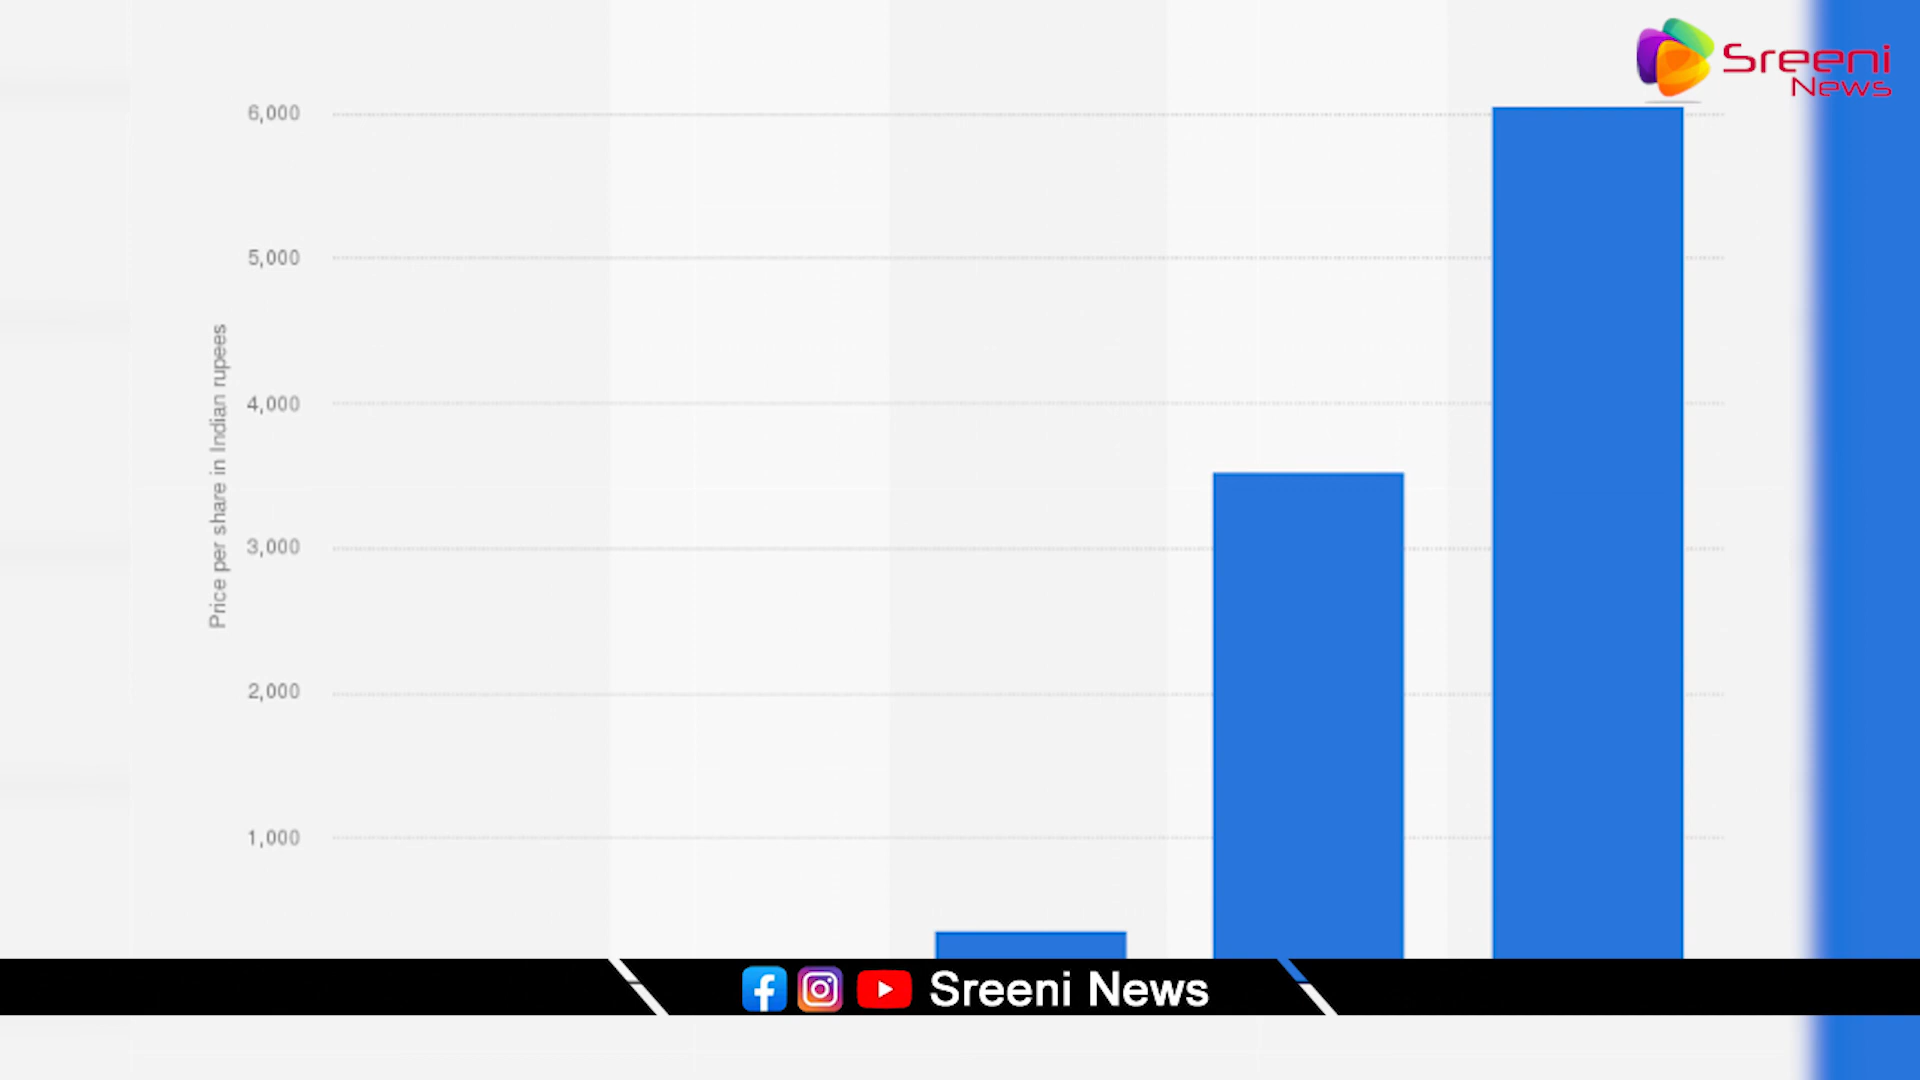 Sreeni
News
6,000
5,000
4,000
3,000
2,000
1,000
Price per share in Indian rupees
Sreeni News